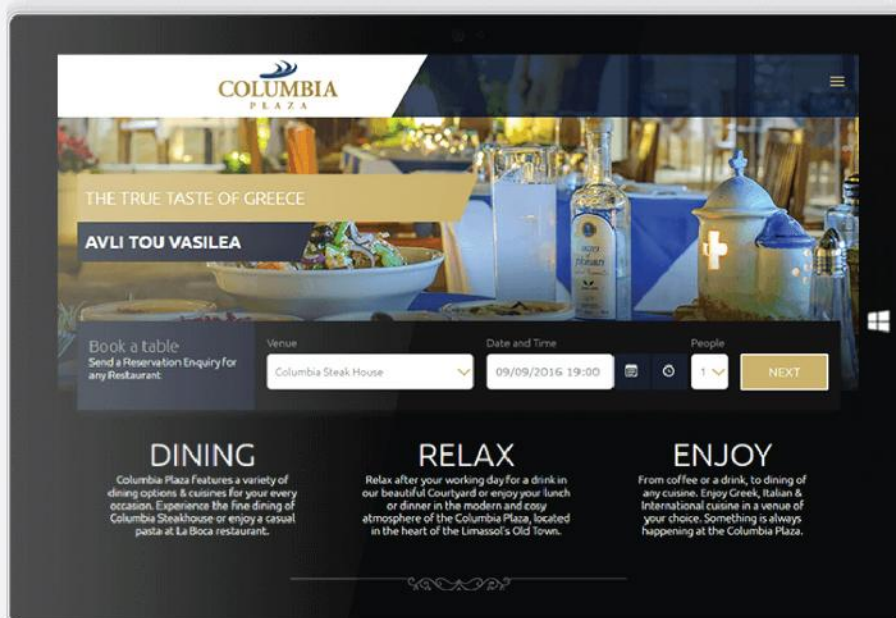 COLUMBIA
PLAZA
THE TRUE TASTE OF GREECE
AVLI TOU VASILEA
Book a table
Send a Reservation Enquiry for
any Restaurant
Venue
Columbia Steak House
Date and Time
09/09/2016 19:00
People
1
NEXT
DINING
Columbia Plaza features a variety of
dining options & cuisines for your every
occasion. Experience the fine dining of
Columbia Steakhouse or enjoy a casual
pasta at La Boca restaurant.
RELAX
Relax after your working day for a drink in
our beautiful Courtyard or enjoy your lunch
or dinner in the modern and cosy
atmosphere of the Columbia Plaza, located
in the heart of the Limassol's Old Town.
ENJOY
From coffee or a drink, to dining of
any cuisine. Enjoy Greek, Italian &
International cuisine in a venue of
your choice. Something is always
happening at the Columbia Plaza.